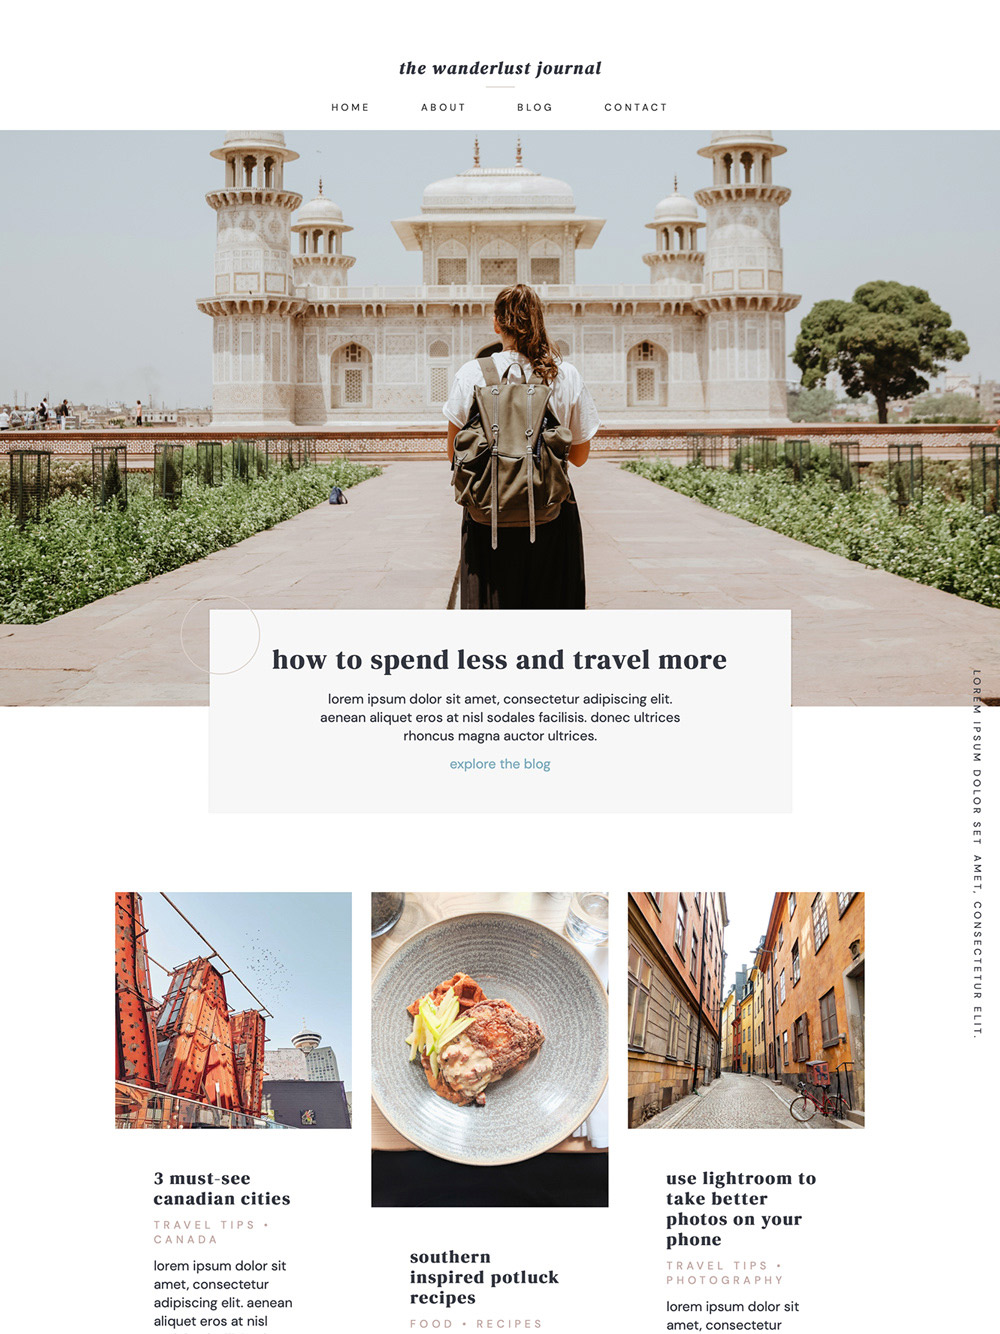 the wanderlust journal
HOME ABOUT BLOG CONTACT
how to spend less and travel more
lorem ipsum dolor sit amet, consectetur adipiscing elit.
aenean aliquet eros at nisl sodales facilisis. donec ultrices
rhoncus magna auctor ultrices.
explore the blog
LOREM IPSUM DOLOR SET AMET, CONSECTETUR ELIT.
3 must-see
canadian cities
TRAVEL TIPS •
CANADA
lorem ipsum dolor sit
amet, consectetur
adipiscing elit. aenean
aliquet eros at nisl
southern
inspired potluck
recipes
FOOD • RECIPES
use lightroom to
take better
photos on your
phone
TRAVEL TIPS •
PHOTOGRAPHY
lorem ipsum dolor sit
amet, consectetur